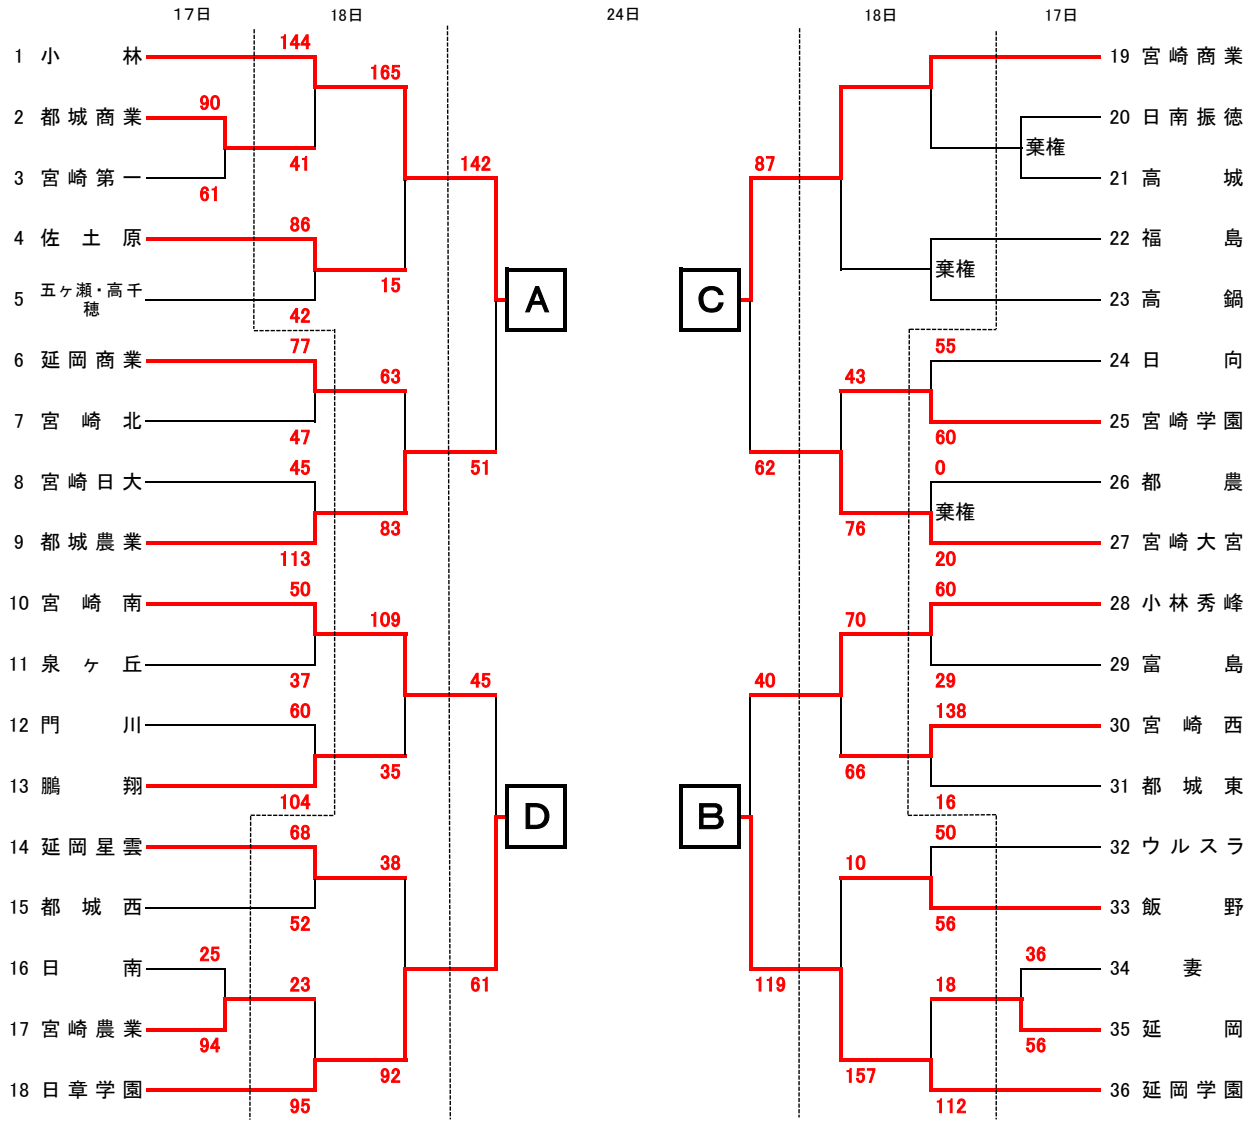 17日 18日 24日 18日 17日
1 小林 144
165
2 都城商業 90
41
3 宮崎第一 61
142
4 佐土原 86
15
5 五ヶ瀬・高千穂 42
A
6 延岡商業 77
63
7 宮崎北 47
51
8 宮崎日大 45
83
9 都城農業 113
10 宮崎南 50
109
11 泉ヶ丘 37
45
12 門川 60
35
13 鵬翔 104
D
14 延岡星雲 68
38
15 都城西 52
61
16 日南 25
23
17 宮崎農業 94
92
18 日章学園 95
19 宮崎商業
20 日南振徳
棄権
21 高城
87
22 福島
棄権
23 高鍋
C
55 24 日向
43
60 25 宮崎学園
62
0 26 都農
棄権
76
20 27 宮崎大宮
60 28 小林秀峰
70
29 29 富島
40
138 30 宮崎西
66
16 31 都城東
B
50 32 ウルスラ
10
56 33 飯野
119
36 34 妻
18
56 35 延岡
157
112 36 延岡学園